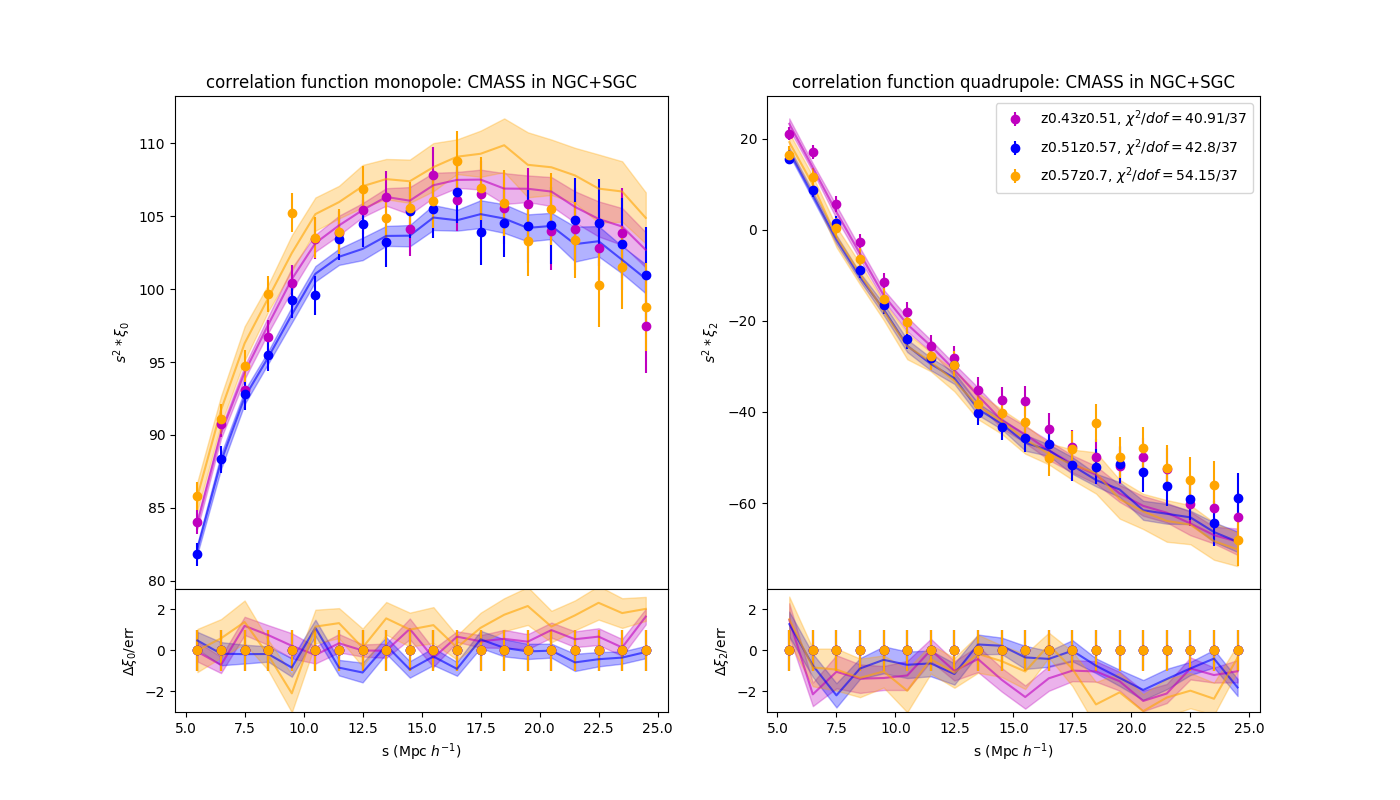 correlation function monopole: CMASS in NGC+SGC
110
105
100
95
90
85
80
s² * ξ₀
2
0
−2
Δξ₀/err
5.0 7.5 10.0 12.5 15.0 17.5 20.0 22.5 25.0
s (Mpc h⁻¹)
correlation function quadrupole: CMASS in NGC+SGC
z0.43z0.51, χ²/dof = 40.91/37
z0.51z0.57, χ²/dof = 42.8/37
z0.57z0.7, χ²/dof = 54.15/37
20
0
−20
−40
−60
s² * ξ₂
2
0
−2
Δξ₂/err
5.0 7.5 10.0 12.5 15.0 17.5 20.0 22.5 25.0
s (Mpc h⁻¹)